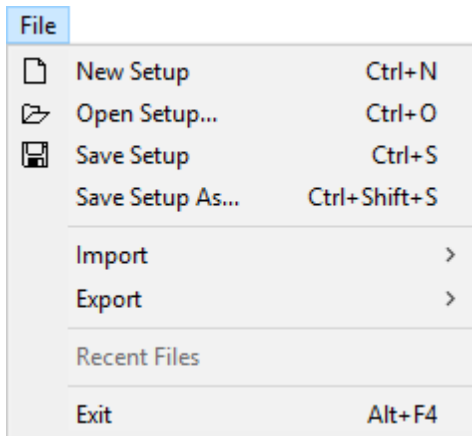 File
New Setup Ctrl+N
Open Setup... Ctrl+O
Save Setup Ctrl+S
Save Setup As... Ctrl+Shift+S
Import
Export
Recent Files
Exit Alt+F4